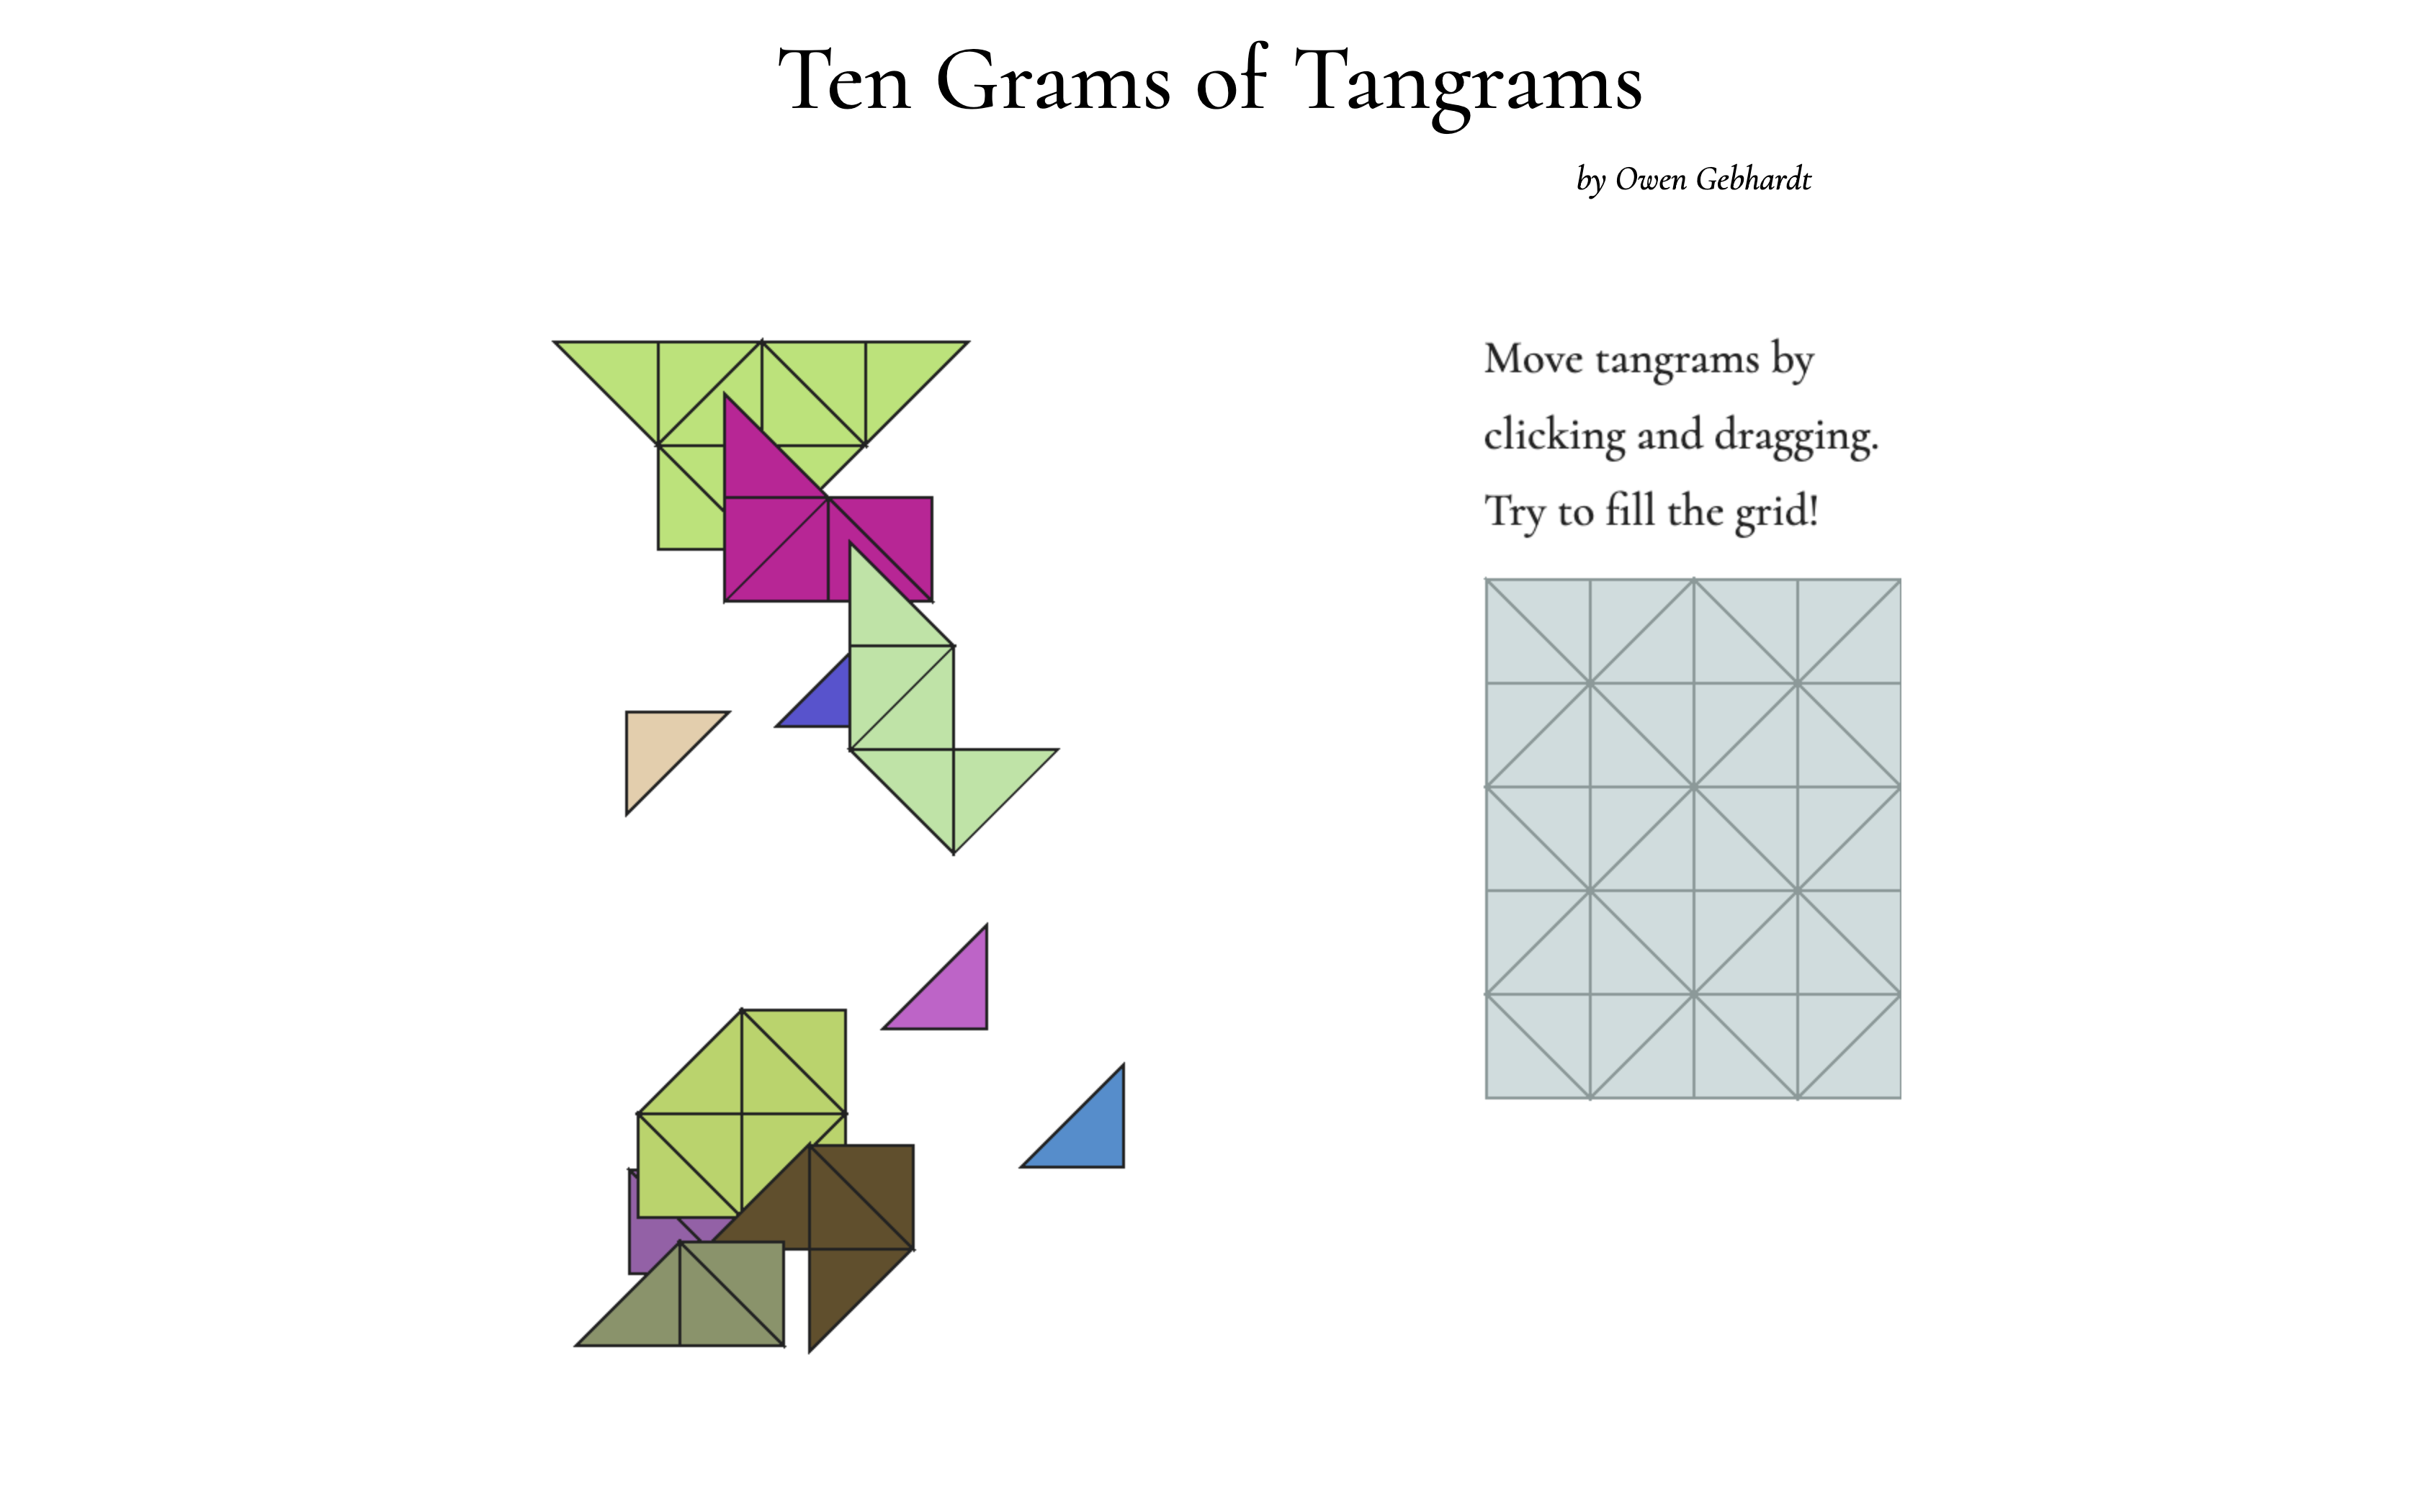 Ten Grams of Tangrams
by Owen Gebhardt
Move tangrams by
clicking and dragging.
Try to fill the grid!